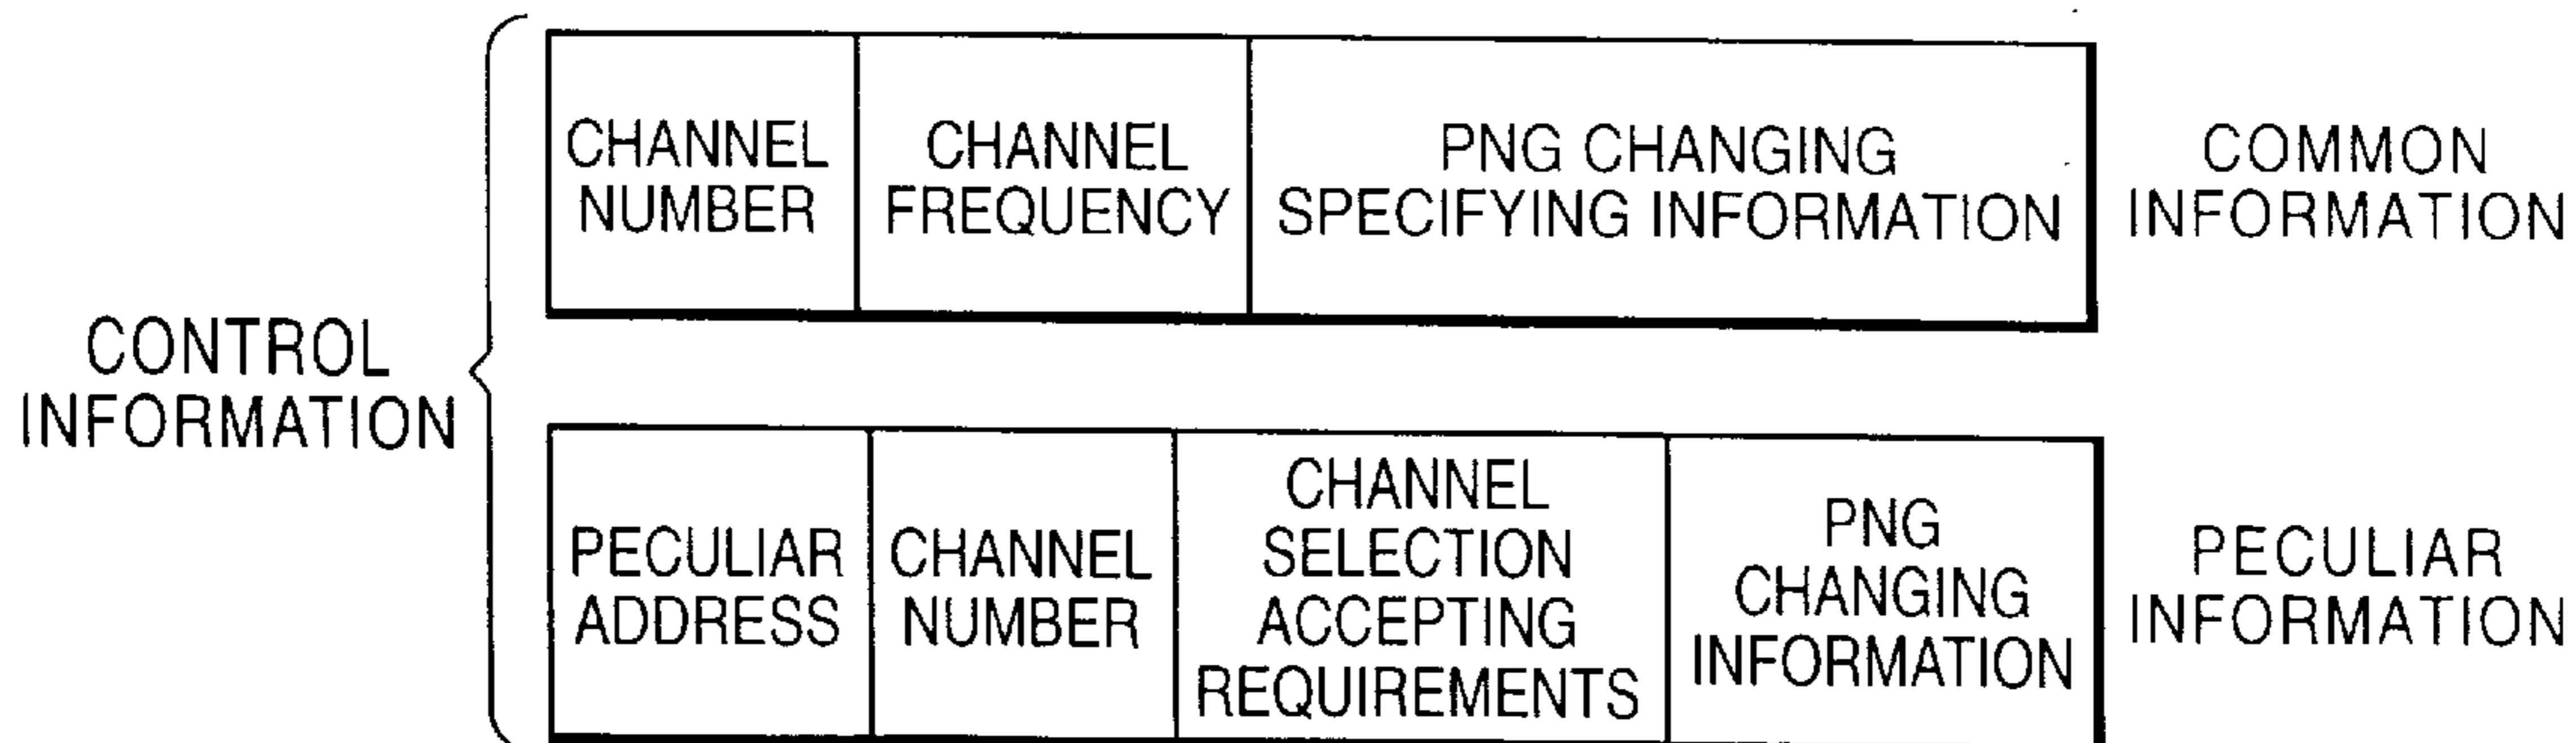 CONTROL
INFORMATION
CHANNEL
NUMBER
CHANNEL
FREQUENCY
PNG CHANGING
SPECIFYING INFORMATION
COMMON
INFORMATION
PECULIAR
ADDRESS
CHANNEL
NUMBER
CHANNEL
SELECTION
ACCEPTING
REQUIREMENTS
PNG
CHANGING
INFORMATION
PECULIAR
INFORMATION